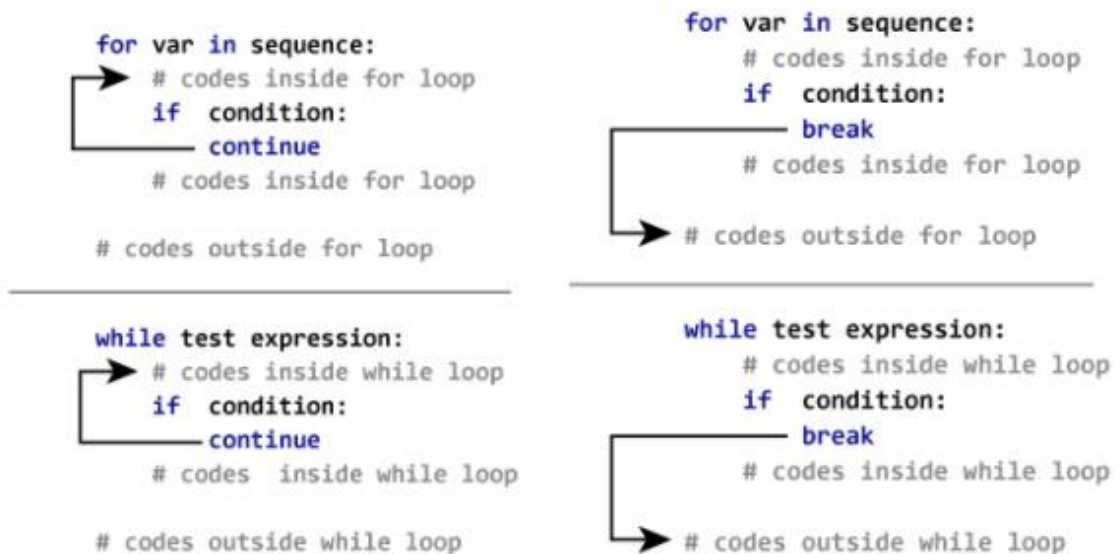 for var in sequence:
# codes inside for loop
if condition:
continue
# codes inside for loop
# codes outside for loop
for var in sequence:
# codes inside for loop
if condition:
break
# codes inside for loop
# codes outside for loop
while test expression:
# codes inside while loop
if condition:
continue
# codes inside while loop
# codes outside while loop
while test expression:
# codes inside while loop
if condition:
break
# codes inside while loop
# codes outside while loop